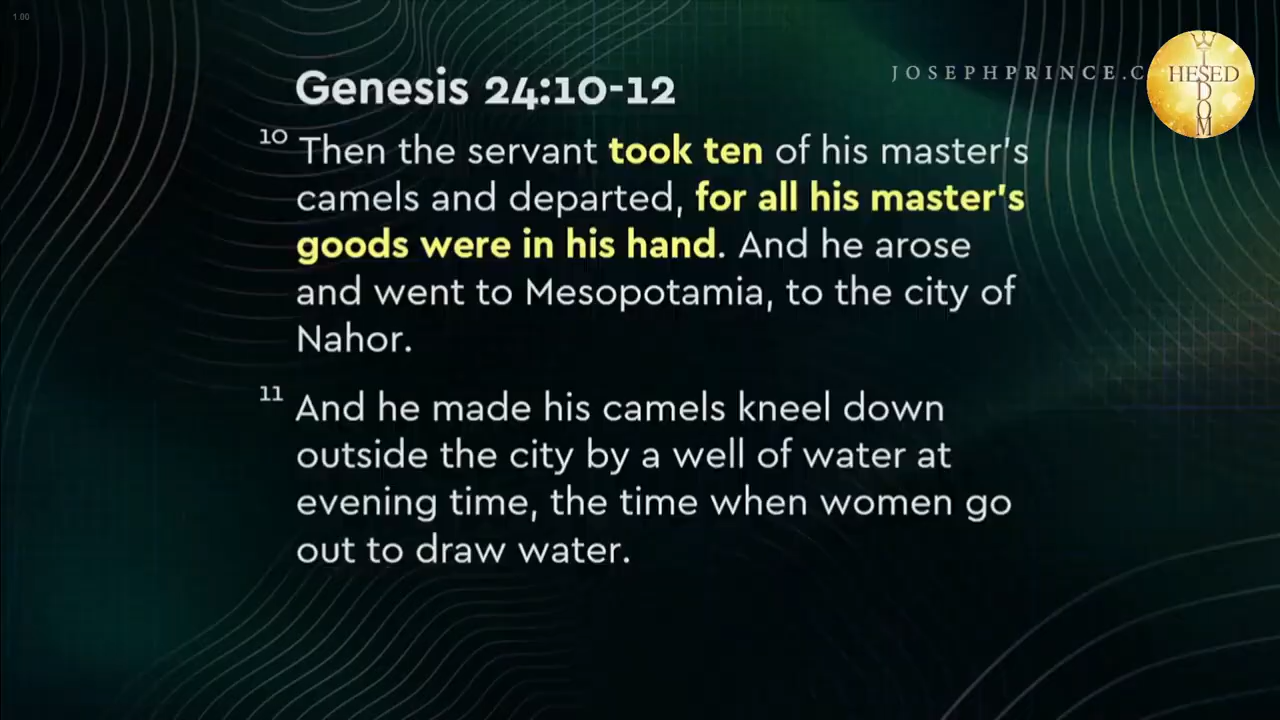 1.00
JOSEPHPRINCE.C
HESED
DOM
Genesis 24:10-12
10 Then the servant took ten of his master's
camels and departed, for all his master's
goods were in his hand. And he arose
and went to Mesopotamia, to the city of
Nahor.
11 And he made his camels kneel down
outside the city by a well of water at
evening time, the time when women go
out to draw water.